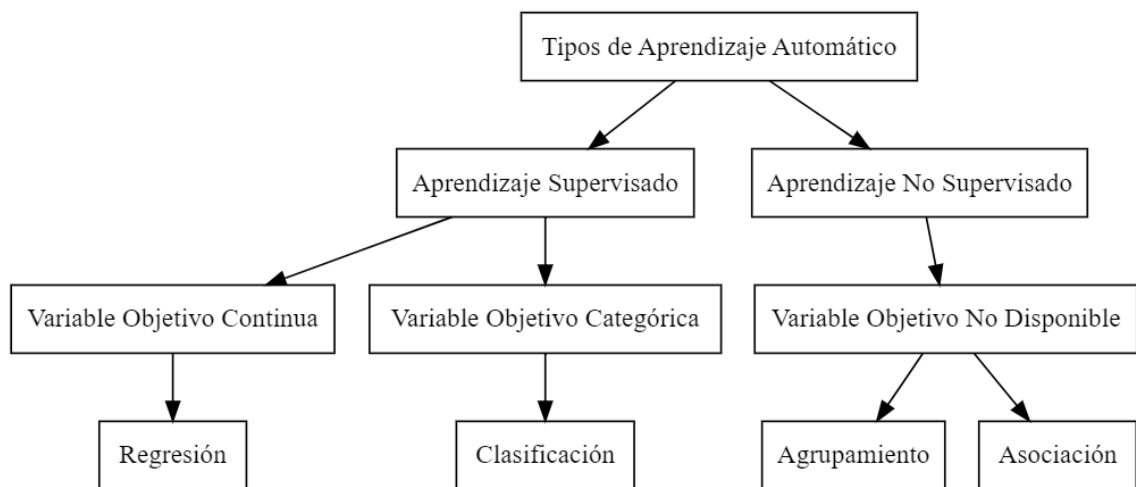 Tipos de Aprendizaje Automático
Aprendizaje Supervisado
Aprendizaje No Supervisado
Variable Objetivo Continua
Variable Objetivo Categórica
Variable Objetivo No Disponible
Regresión
Clasificación
Agrupamiento
Asociación